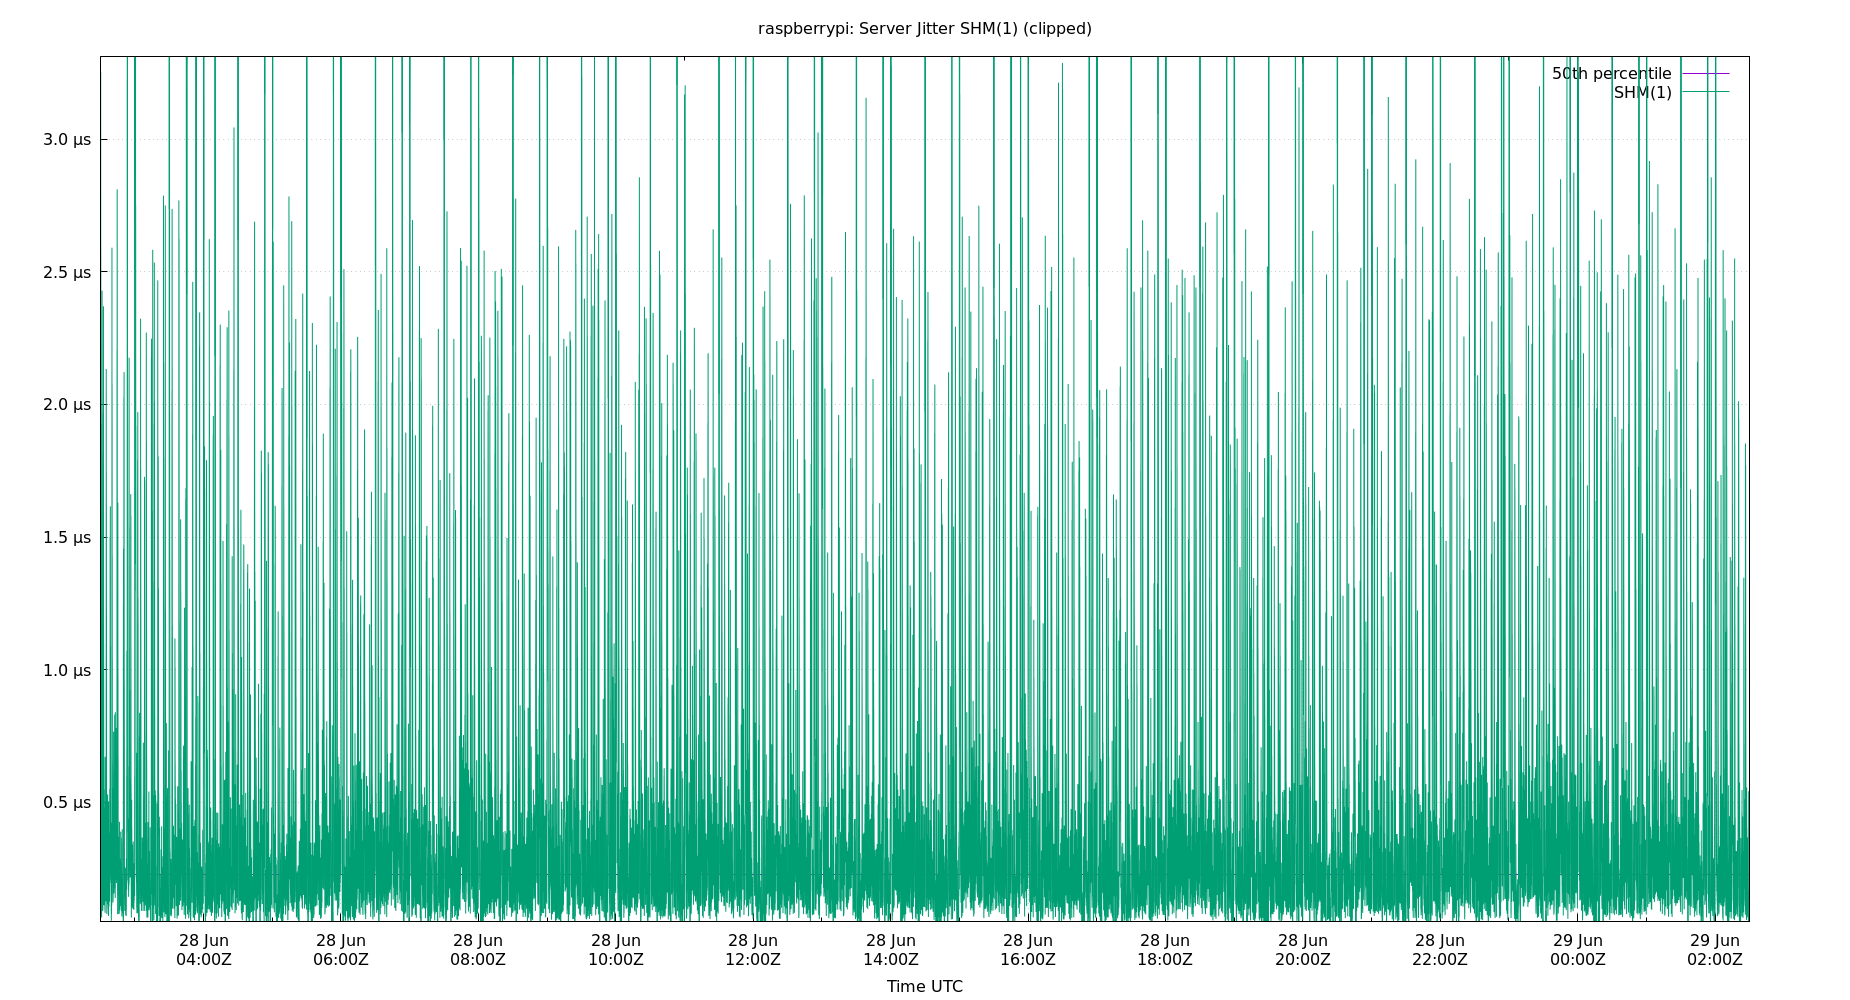 raspberrypi: Server Jitter SHM(1) (clipped)
50th percentile
SHM(1)
3.0 µs
2.5 µs
2.0 µs
1.5 µs
1.0 µs
0.5 µs
28 Jun 28 Jun 28 Jun 28 Jun 28 Jun 28 Jun 28 Jun 28 Jun 28 Jun 28 Jun 29 Jun 29 Jun
04:00Z 06:00Z 08:00Z 10:00Z 12:00Z 14:00Z 16:00Z 18:00Z 20:00Z 22:00Z 00:00Z 02:00Z
Time UTC